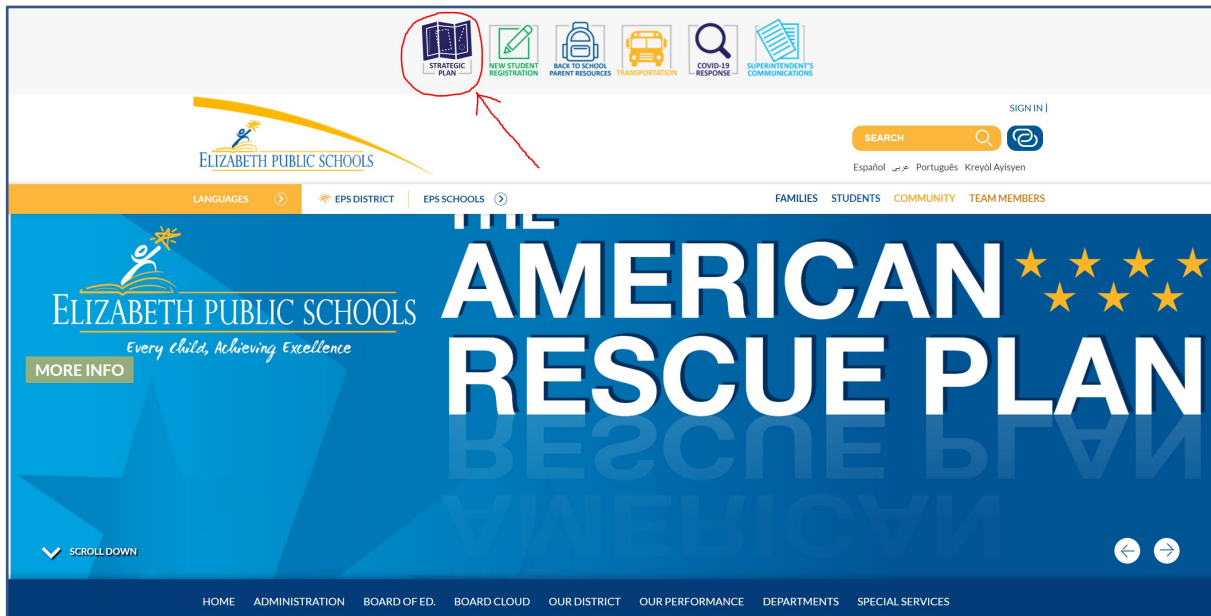 STRATEGIC
PLAN
NEW STUDENT
REGISTRATION
BACK TO SCHOOL
PARENT RESOURCES
TRANSPORTATION
COVID-19
RESPONSE
SUPERINTENDENT'S
COMMUNICATIONS
SIGN IN |
ELIZABETH PUBLIC SCHOOLS
SEARCH
Español عربي Português Kreyòl Ayisyen
LANGUAGES EPS DISTRICT EPS SCHOOLS FAMILIES STUDENTS COMMUNITY TEAM MEMBERS
THE
AMERICAN
RESCUE PLAN
ELIZABETH PUBLIC SCHOOLS
Every Child, Achieving Excellence
MORE INFO
SCROLL DOWN
HOME ADMINISTRATION BOARD OF ED. BOARD CLOUD OUR DISTRICT OUR PERFORMANCE DEPARTMENTS SPECIAL SERVICES